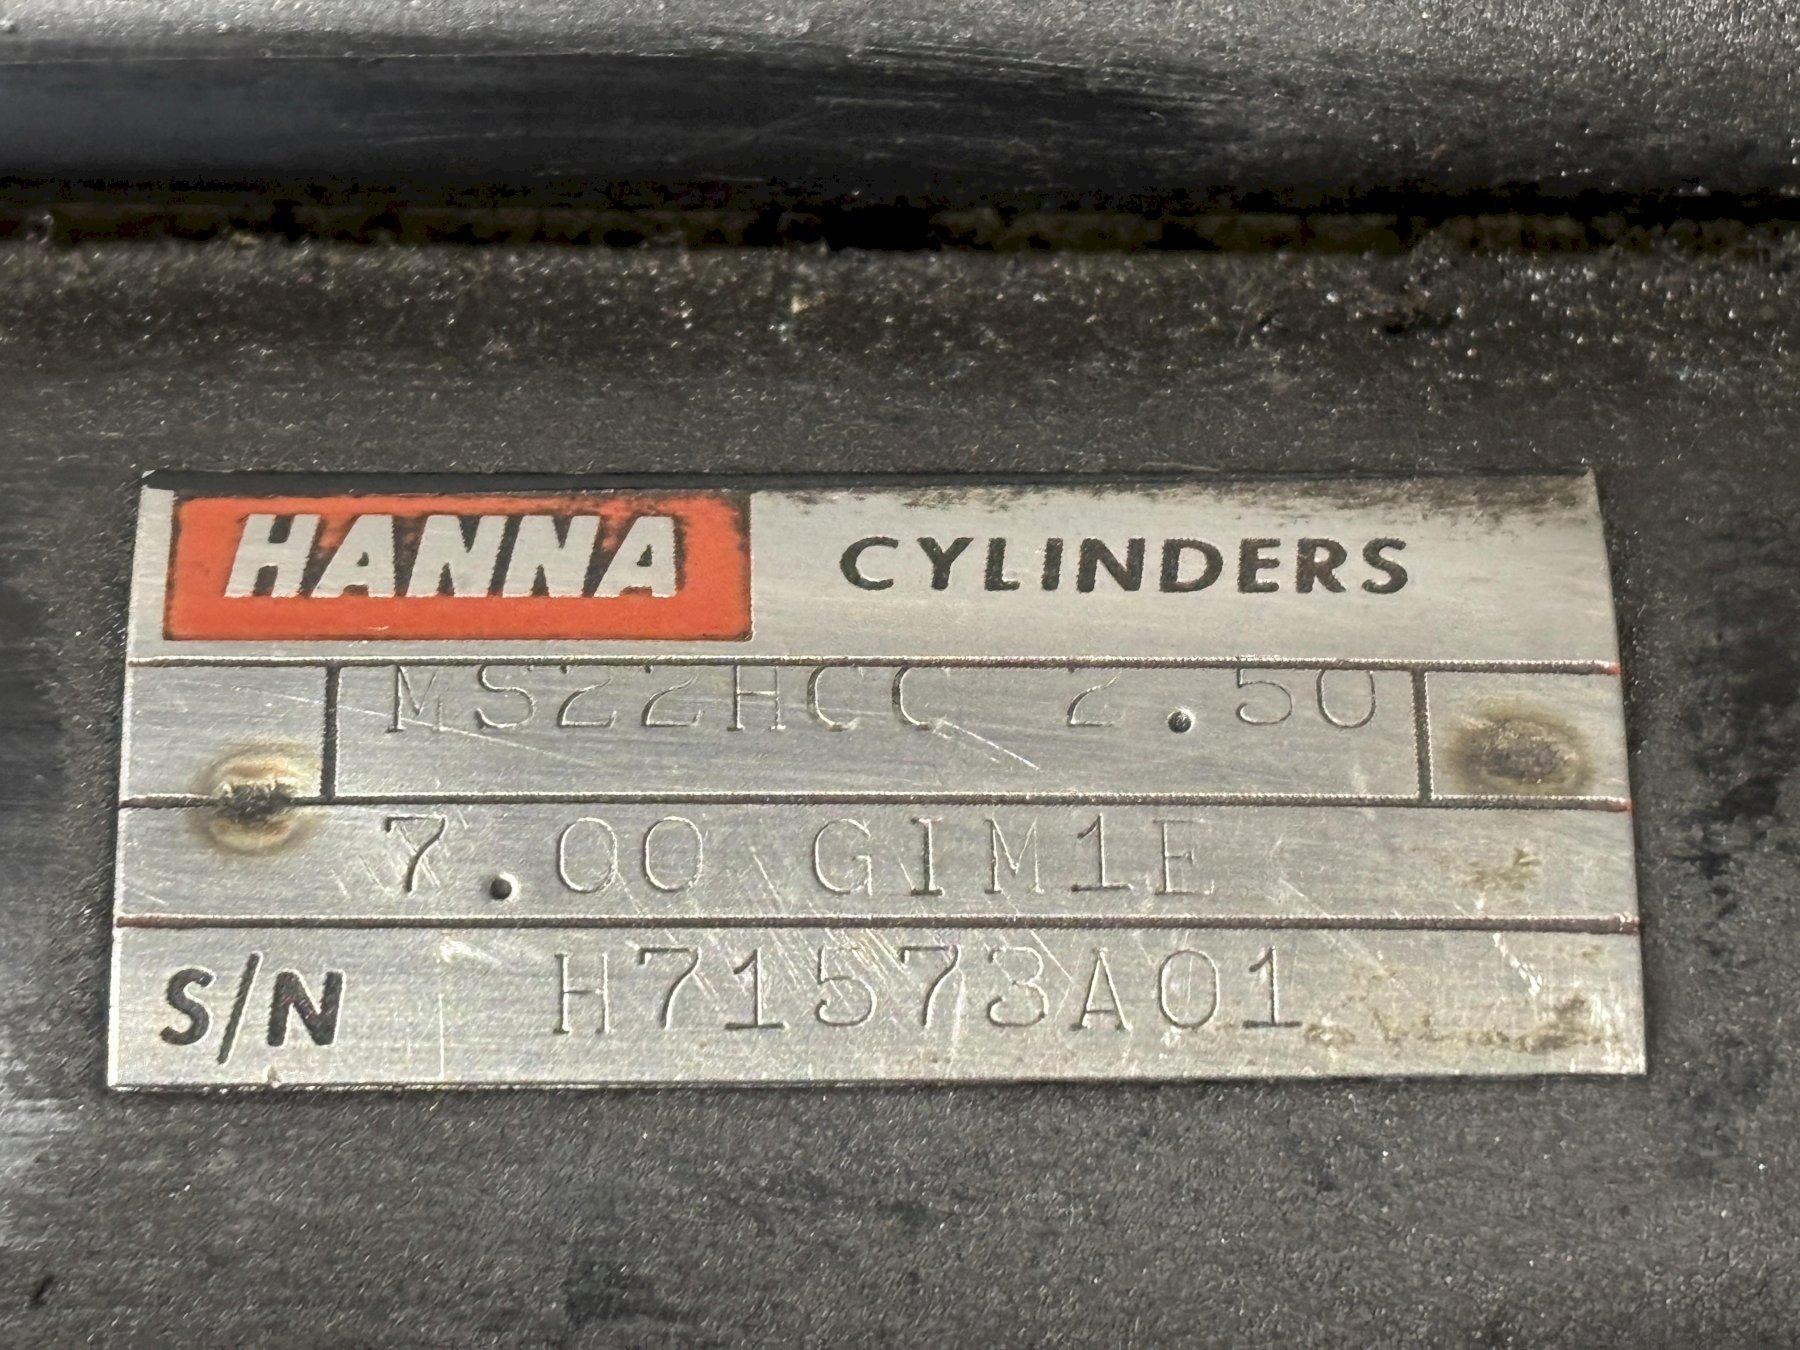 HANNA CYLINDERS
MS22HCC 2.50
7.00 GIM1E
S/N H71573A01